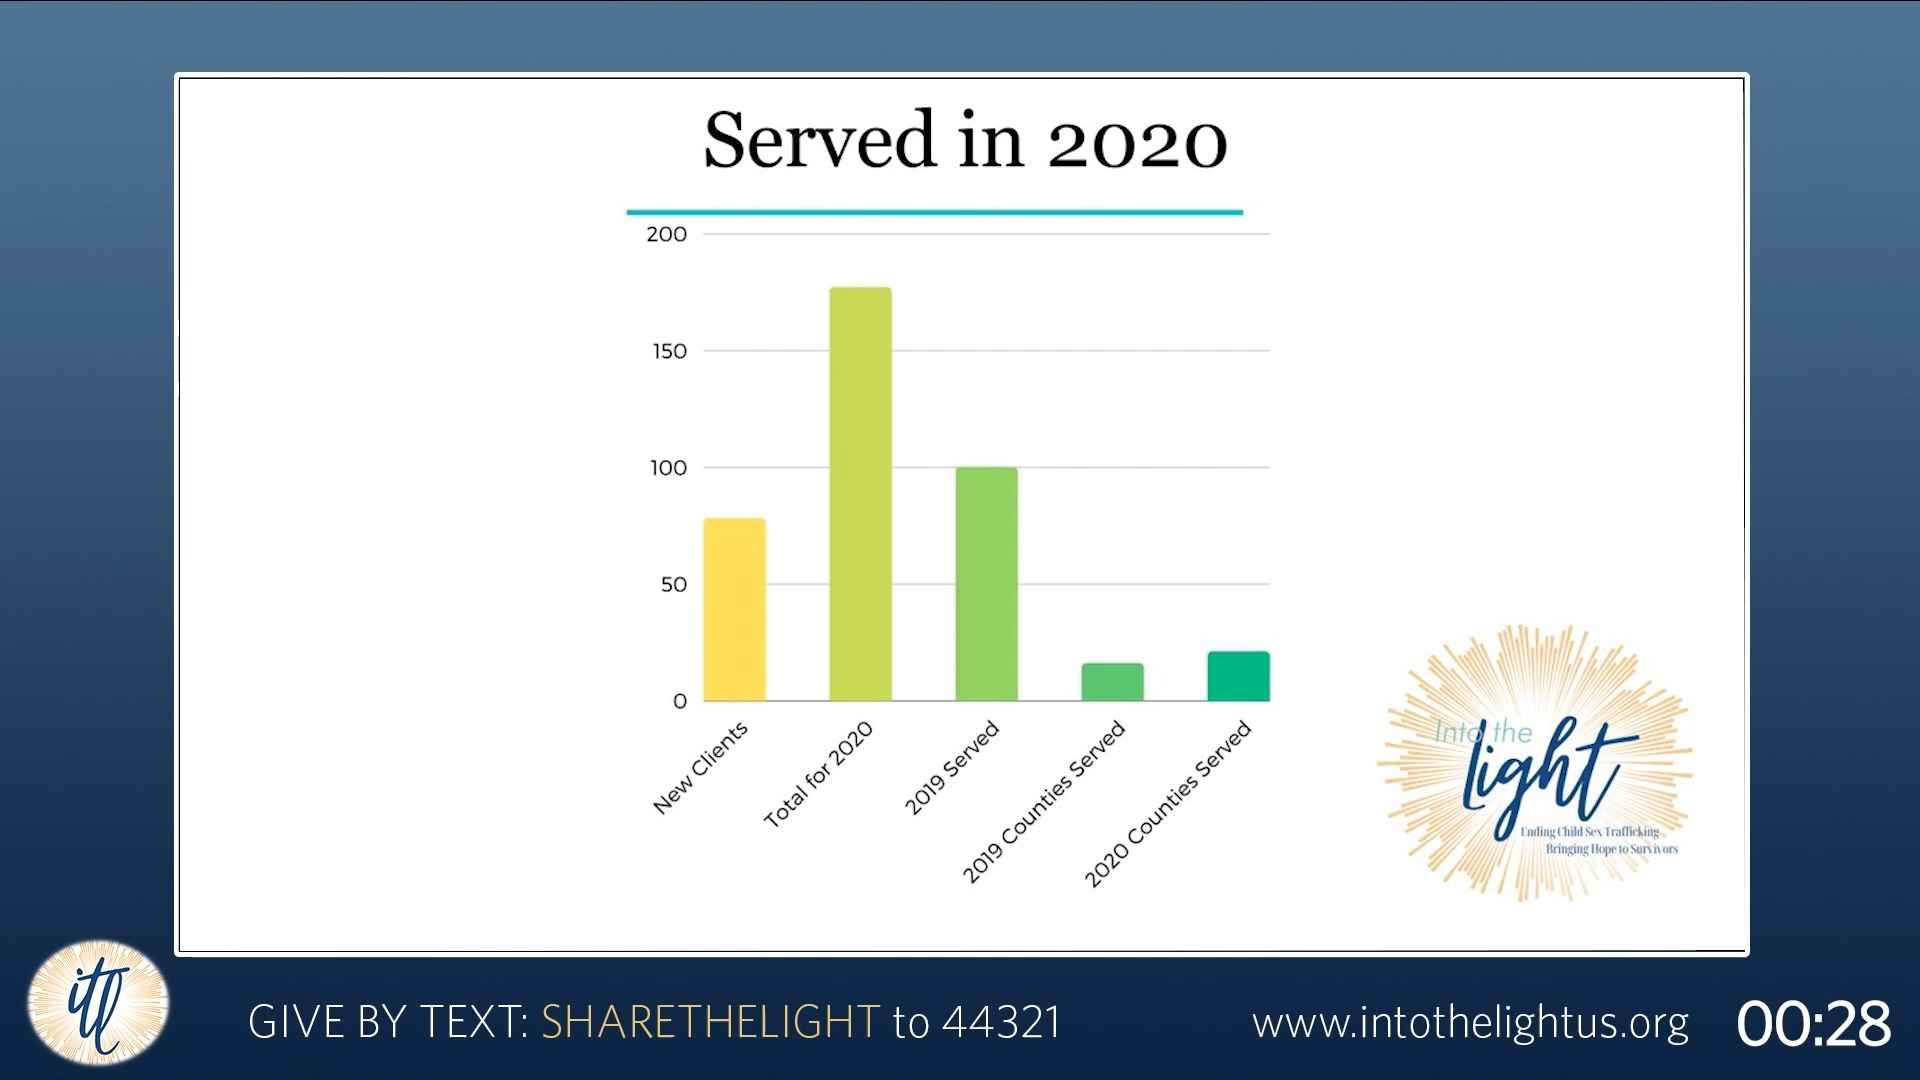 Served in 2020
200
150
100
50
0
New Clients
Total for 2020
2019 Served
2019 Counties Served
2020 Counties Served
Into the
Light
Ending Child Sex Trafficking
Bringing Hope to Survivors
itl
GIVE BY TEXT: SHARETHELIGHT to 44321
www.intothelightus.org
00:28